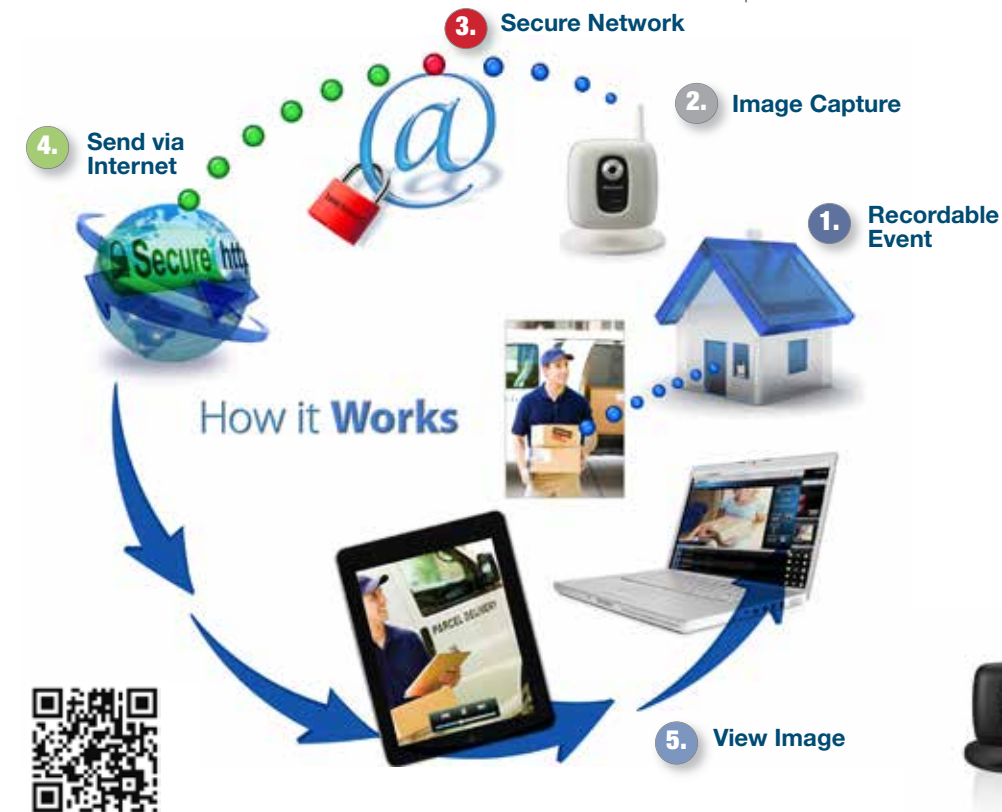 3. Secure Network
2. Image Capture
4. Send via
Internet
1. Recordable
Event
Secure http
How it Works
PARCEL DELIVERY
5. View Image